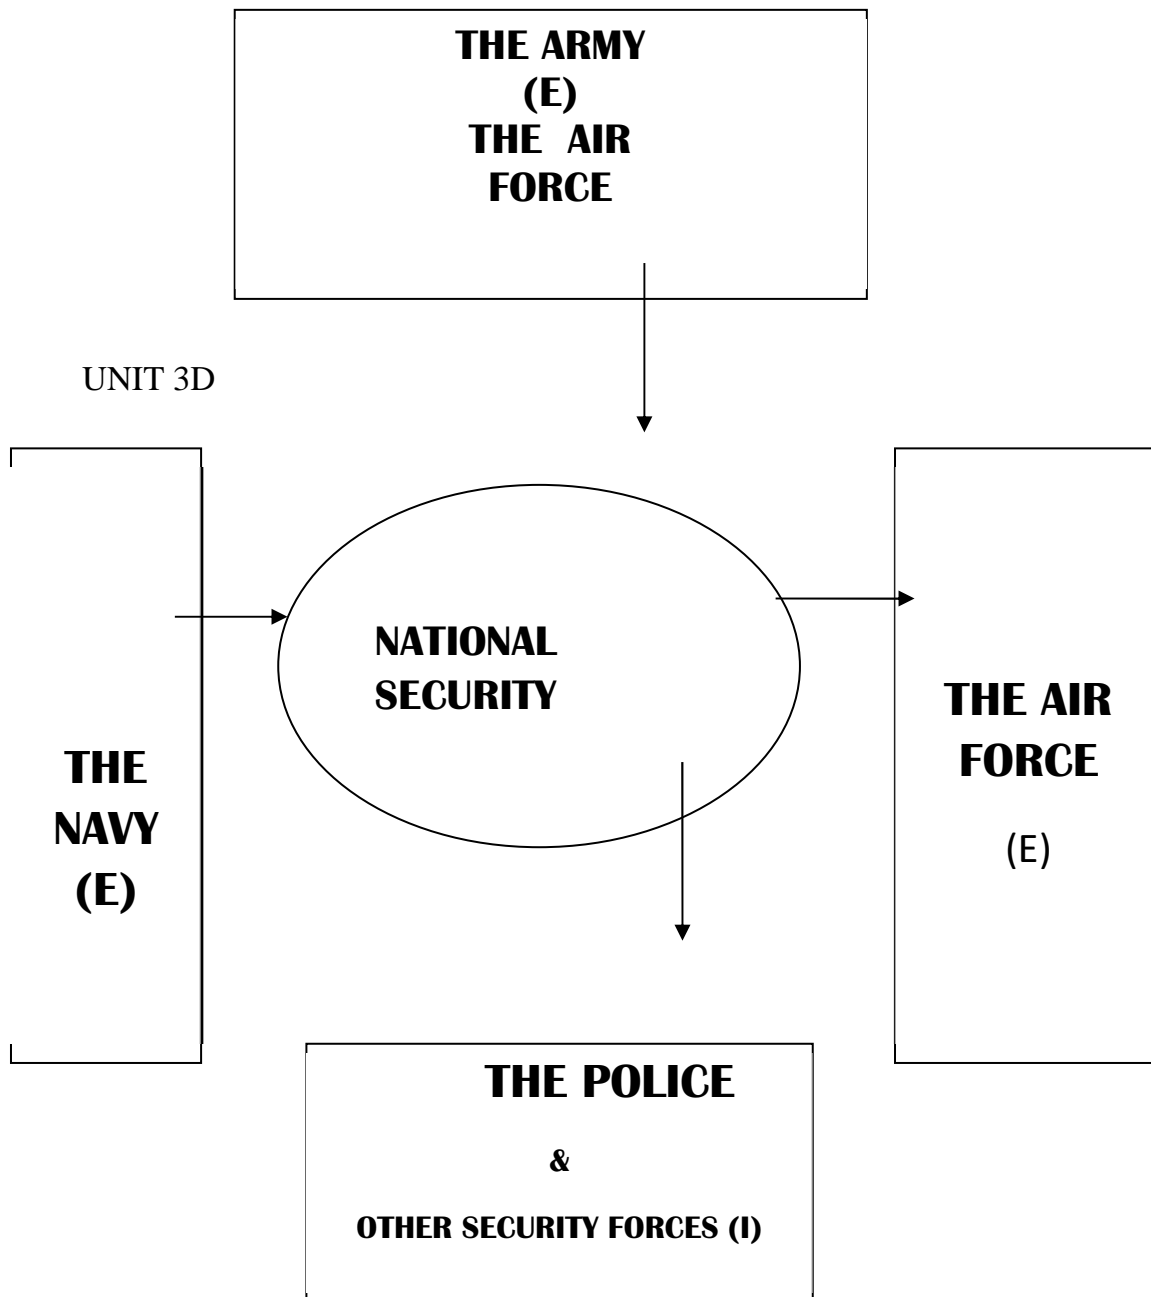 THE ARMY
(E)
THE AIR
FORCE
UNIT 3D
NATIONAL
SECURITY
THE
NAVY
(E)
THE AIR
FORCE
(E)
THE POLICE
&
OTHER SECURITY FORCES (I)